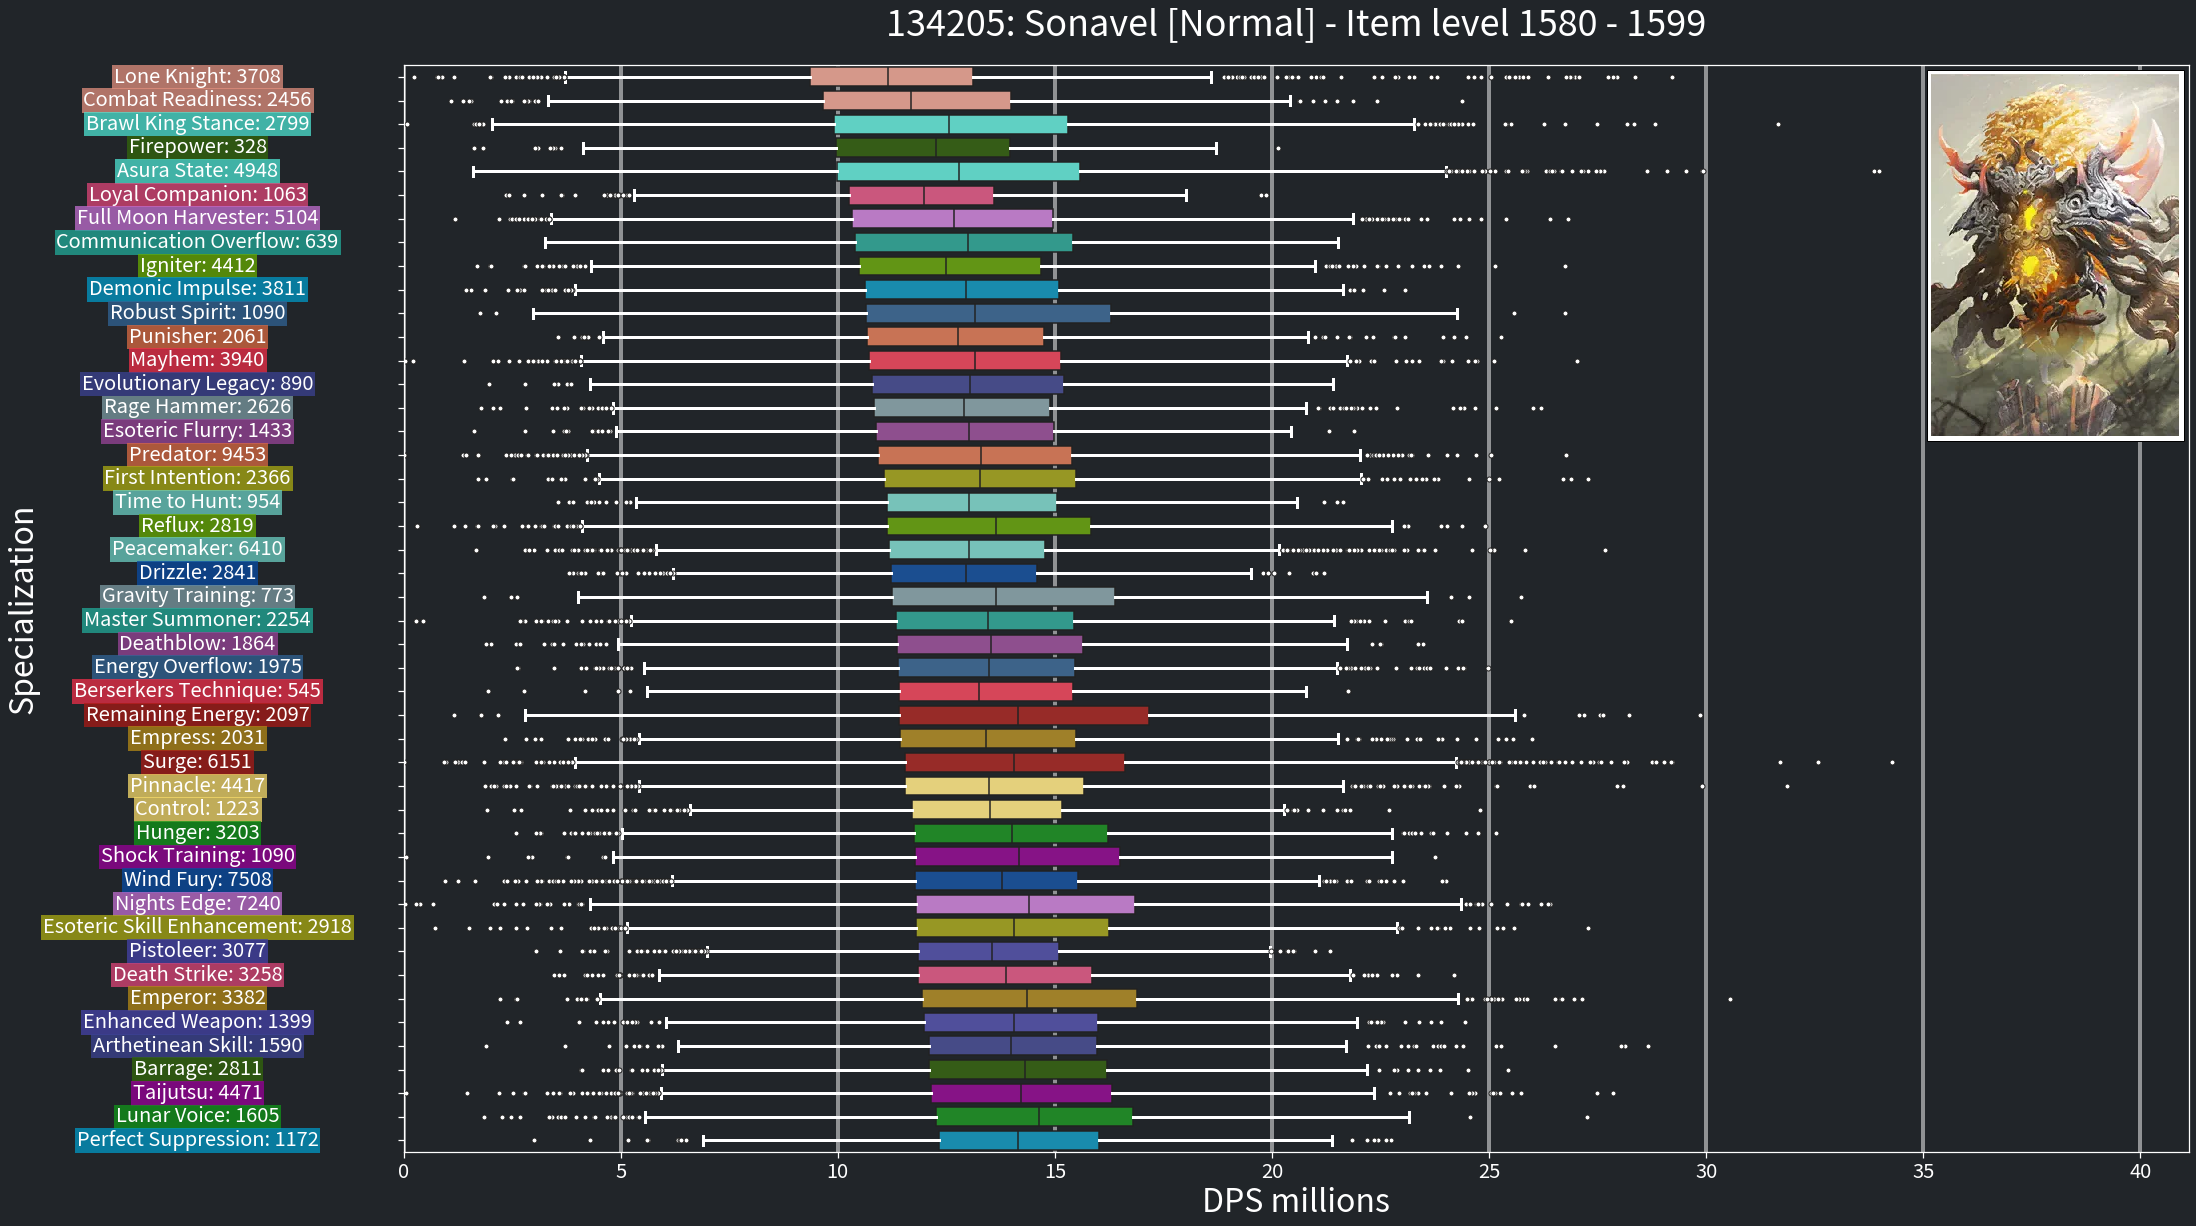 134205: Sonavel [Normal] - Item level 1580 - 1599
Lone Knight: 3708
Combat Readiness: 2456
Brawl King Stance: 2799
Firepower: 328
Asura State: 4948
Loyal Companion: 1063
Full Moon Harvester: 5104
Communication Overflow: 639
Igniter: 4412
Demonic Impulse: 3811
Robust Spirit: 1090
Punisher: 2061
Mayhem: 3940
Evolutionary Legacy: 890
Rage Hammer: 2626
Esoteric Flurry: 1433
Predator: 9453
First Intention: 2366
Time to Hunt: 954
Reflux: 2819
Peacemaker: 6410
Drizzle: 2841
Gravity Training: 773
Master Summoner: 2254
Deathblow: 1864
Energy Overflow: 1975
Berserkers Technique: 545
Remaining Energy: 2097
Empress: 2031
Surge: 6151
Pinnacle: 4417
Control: 1223
Hunger: 3203
Shock Training: 1090
Wind Fury: 7508
Nights Edge: 7240
Esoteric Skill Enhancement: 2918
Pistoleer: 3077
Death Strike: 3258
Emperor: 3382
Enhanced Weapon: 1399
Arthetinean Skill: 1590
Barrage: 2811
Taijutsu: 4471
Lunar Voice: 1605
Perfect Suppression: 1172
Specialization
0 5 10 15 20 25 30 35 40
DPS millions